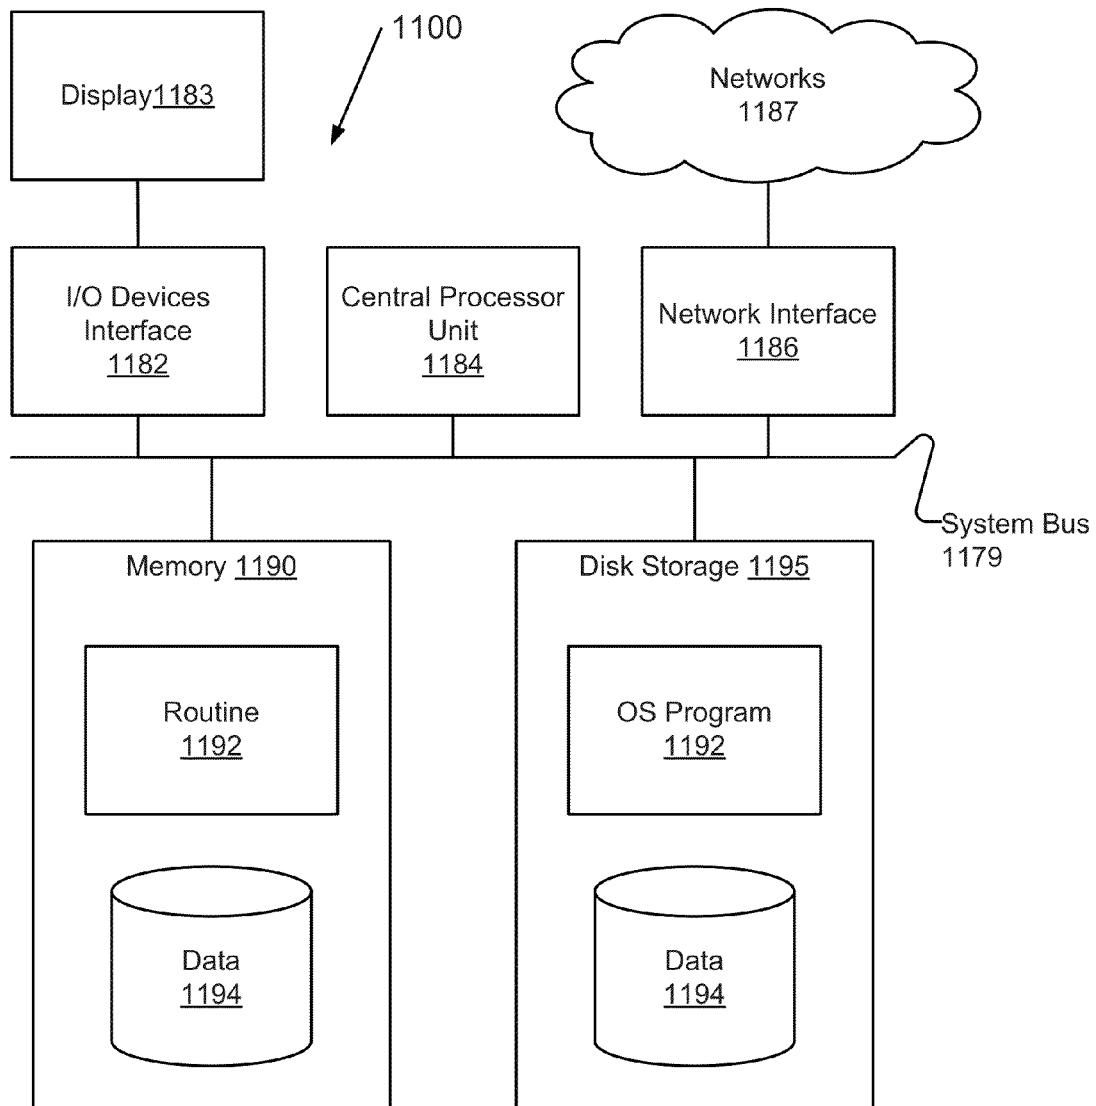 1100
Display1183
Networks
1187
I/O Devices
Interface
1182
Central Processor
Unit
1184
Network Interface
1186
System Bus
1179
Memory 1190
Disk Storage 1195
Routine
1192
OS Program
1192
Data
1194
Data
1194